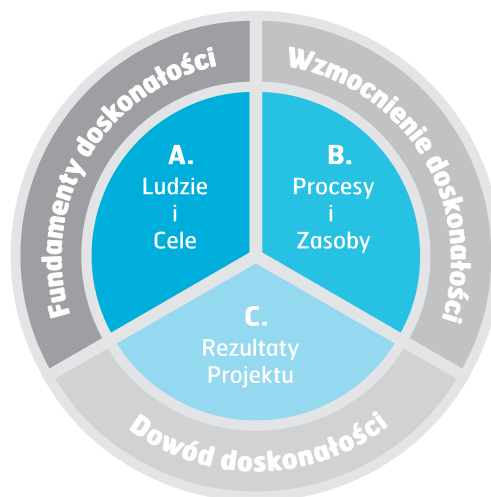 Fundamenty doskonałości
Wzmocnienie doskonałości
A.
Ludzie
i
Cele
B.
Procesy
i
Zasoby
C.
Rezultaty
Projektu
Dowód doskonałości